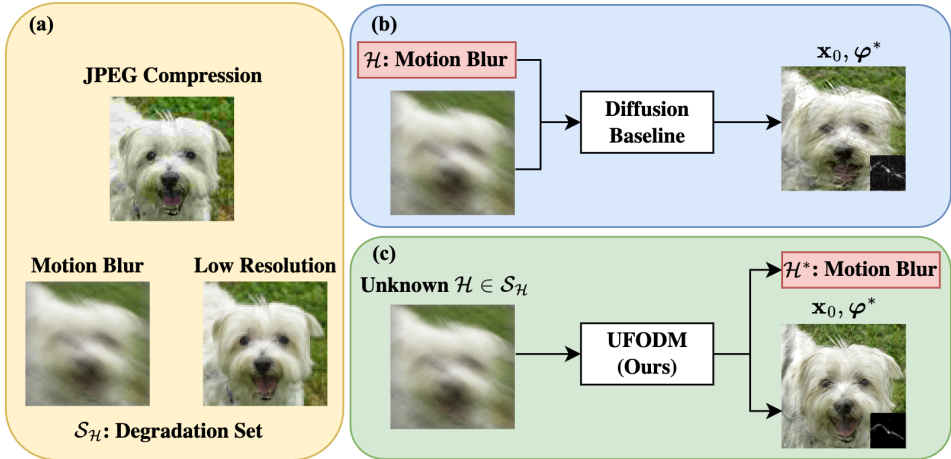 (a)
JPEG Compression
Motion Blur
Low Resolution
𝒮_ℋ: Degradation Set
(b)
ℋ: Motion Blur
Diffusion
Baseline
x₀, φ*
(c)
Unknown ℋ ∈ 𝒮_ℋ
UFODM
(Ours)
ℋ*: Motion Blur
x₀, φ*